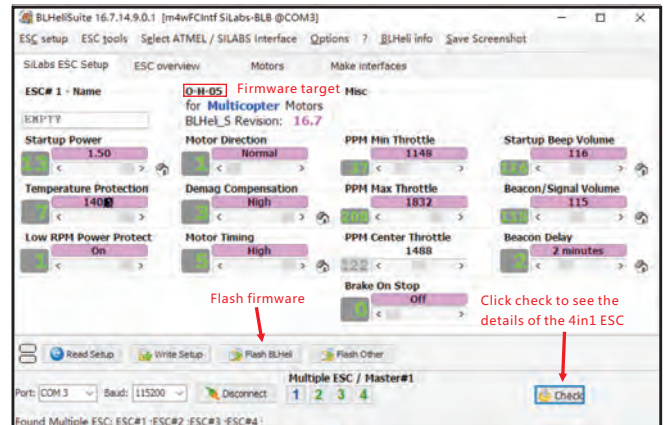 BLHeliSuite 16.7.14.9.0.1 [m4wFCIntf SiLabs-BLB @COM3]
ESC setup ESC tools Select ATMEL / SILABS Interface Options ? BLHeli info Save Screenshot
SiLabs ESC Setup ESC overview Motors Make interfaces
ESC# 1 - Name O-H-05 Firmware target Misc
for Multicopter Motors
EMPTY BLHeli_S Revision: 16.7
Startup Power Motor Direction PPM Min Throttle Startup Beep Volume
1.50 Normal 1148 116
Temperature Protection Demag Compensation PPM Max Throttle Beacon/Signal Volume
140 High 1832 115
Low RPM Power Protect Motor Timing PPM Center Throttle Beacon Delay
On High 1488 2 minutes
Brake On Stop
Off
Flash firmware
Click check to see the
details of the 4in1 ESC
Read Setup Write Setup Flash BLHeli Flash Other
Multiple ESC / Master#1
Port: COM 3 Baud: 115200 Disconnect 1 2 3 4 Check
Found Multiple ESC: ESC#1 ·ESC#2 ·ESC#3 ·ESC#4 ·